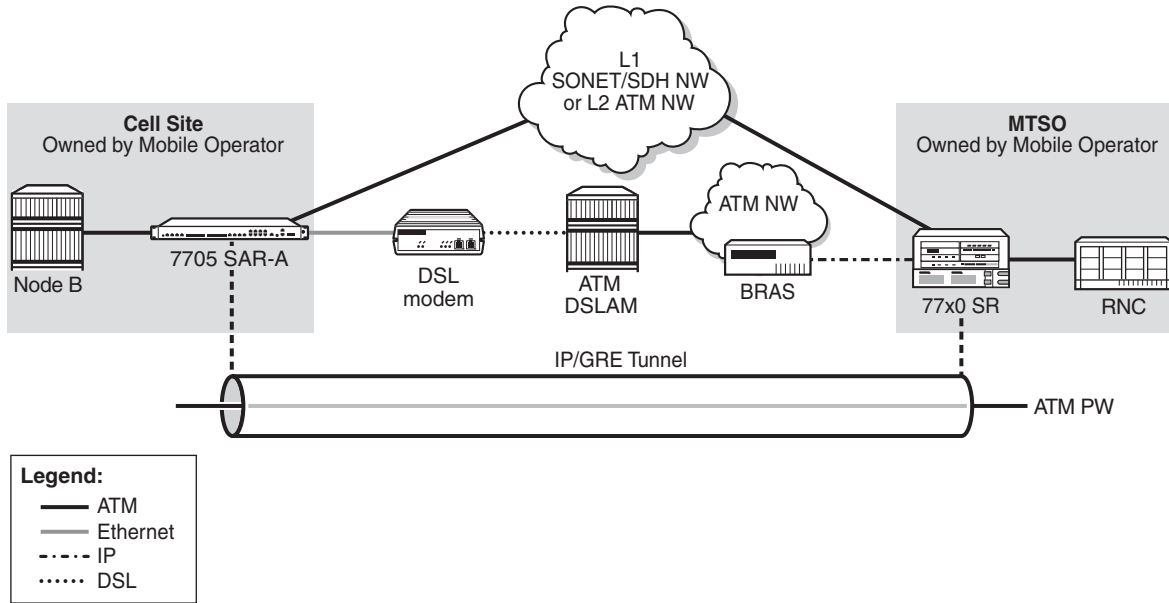 L1
SONET/SDH NW
or L2 ATM NW
Cell Site
Owned by Mobile Operator
MTSO
Owned by Mobile Operator
ATM NW
Node B
7705 SAR-A
DSL
modem
ATM
DSLAM
BRAS
77x0 SR
RNC
IP/GRE Tunnel
ATM PW
Legend:
ATM
Ethernet
IP
DSL